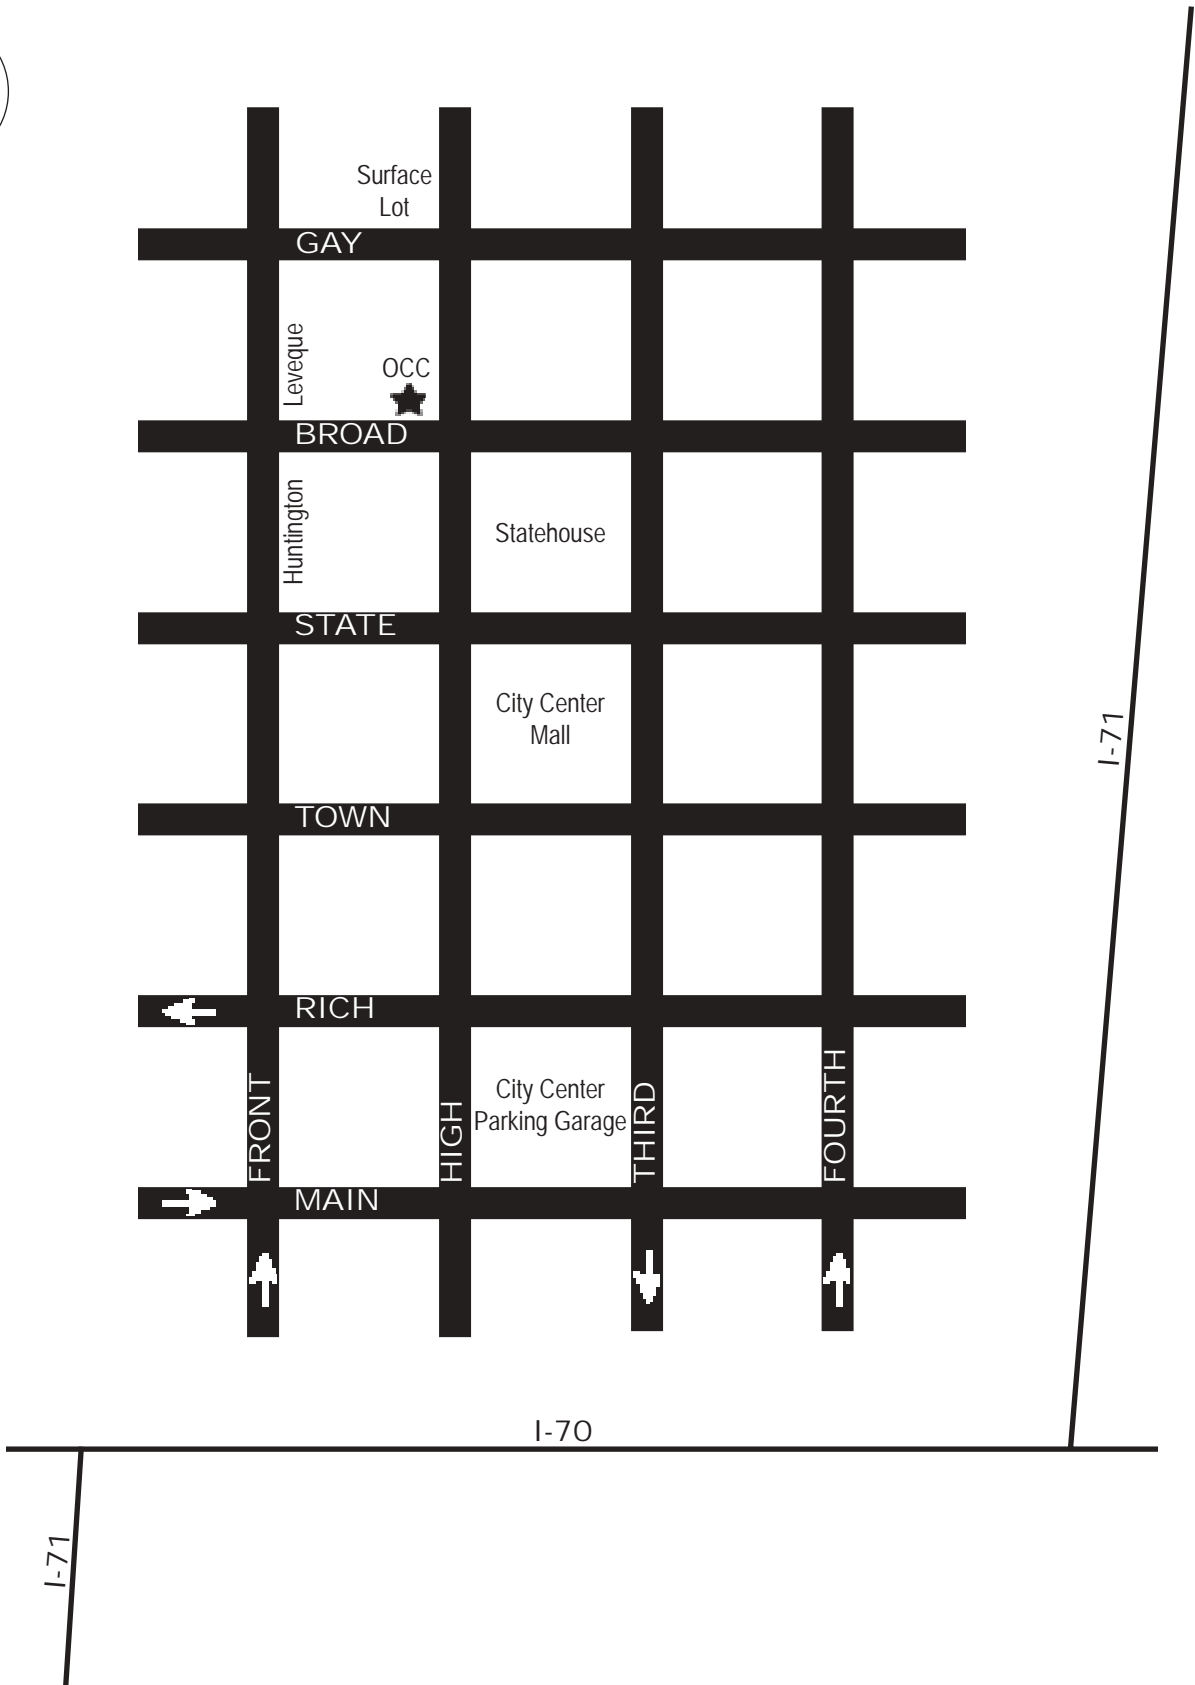 Surface
Lot
GAY
Leveque
OCC
BROAD
Huntington
Statehouse
STATE
City Center
Mall
I-71
TOWN
RICH
FRONT
HIGH
City Center
Parking Garage
THIRD
FOURTH
MAIN
I-70
I-71